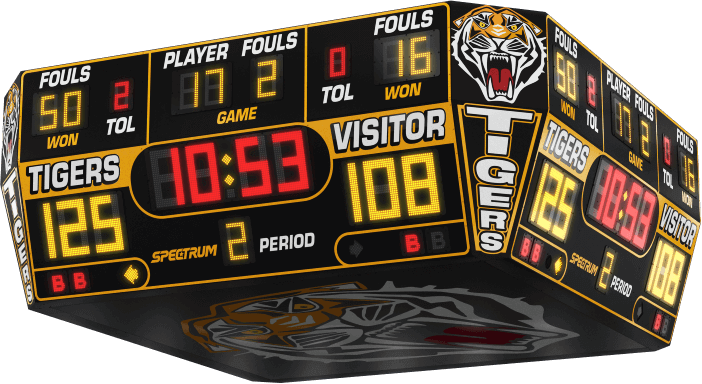 FOULS PLAYER FOULS FOULS
50 2 17 2 0 16
WON TOL GAME TOL WON
TIGERS 10:53 VISITOR
125 108
SPECTRUM 2 PERIOD
B B B B
TIGERS
TIGERS
FOULS PLAYER FOULS FOULS
2 17 2 0 16
WON TOL GAME TOL WON
TIGERS 10:53 VISITOR
125 108
SPECTRUM 2 PERIOD
B B B